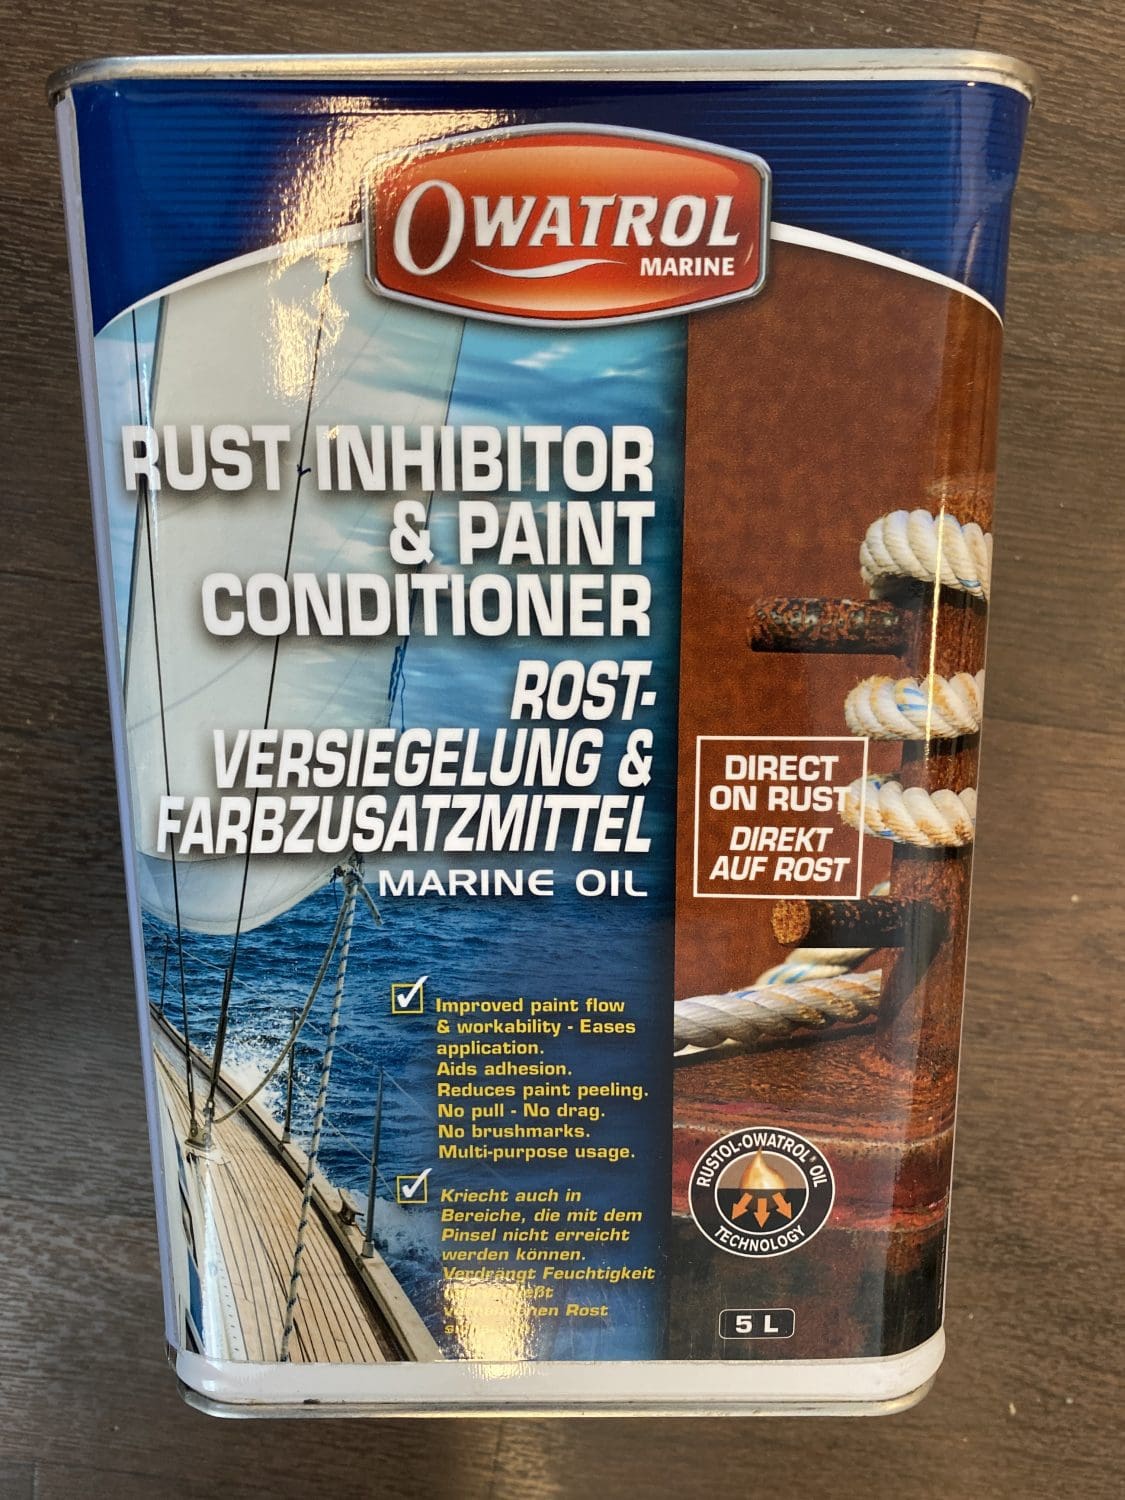 OWATROL
MARINE
RUST INHIBITOR
& PAINT
CONDITIONER
ROST-
VERSIEGELUNG &
FARBZUSATZMITTEL
MARINE OIL
DIRECT
ON RUST
DIREKT
AUF ROST
Improved paint flow
& workability - Eases
application.
Aids adhesion.
Reduces paint peeling.
No pull - No drag.
No brushmarks.
Multi-purpose usage.
Kriecht auch in
Bereiche, die mit dem
Pinsel nicht erreicht
werden können.
Verdrängt Feuchtigkeit
Rost
RUSTOL-OWATROL® OIL
TECHNOLOGY
5 L